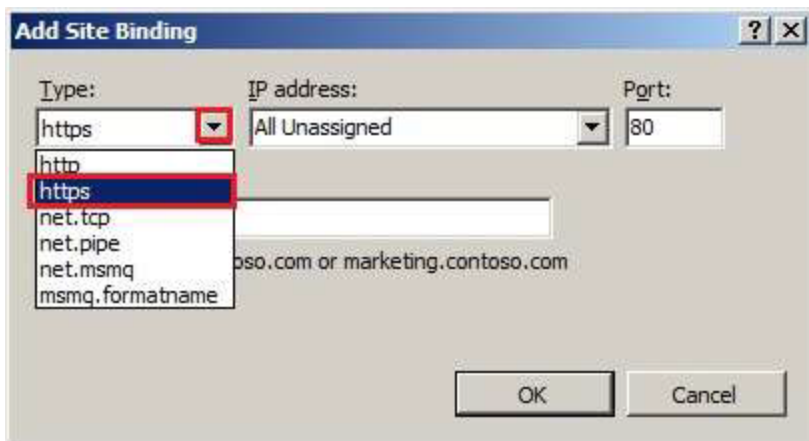 Add Site Binding
Type: IP address: Port:
https All Unassigned 80
http
https
net.tcp
net.pipe
net.msmq oso.com or marketing.contoso.com
msmq.formatname
OK Cancel